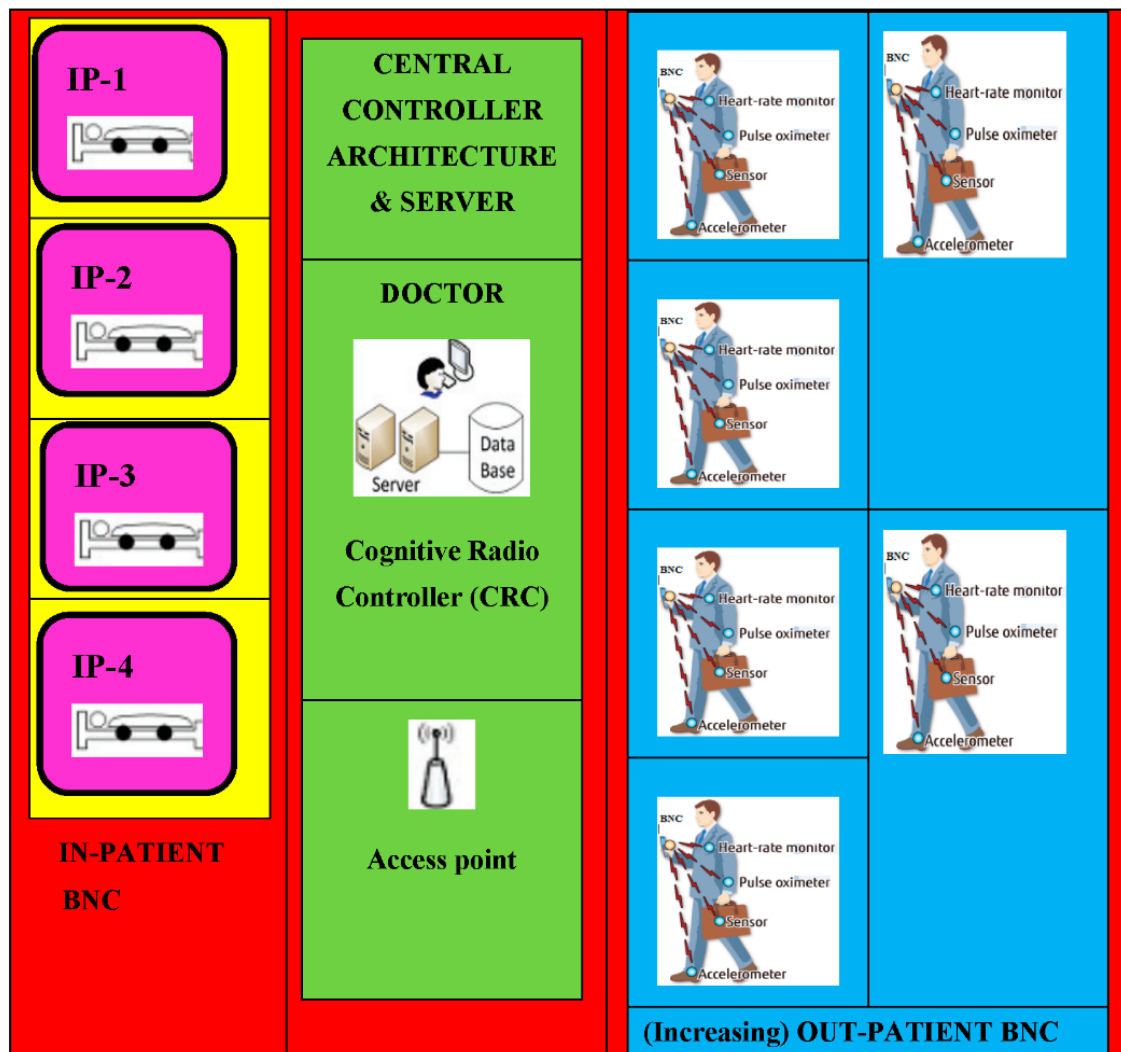 IP-1
IP-2
IP-3
IP-4
IN-PATIENT
BNC
CENTRAL
CONTROLLER
ARCHITECTURE
& SERVER
DOCTOR
Server
Data
Base
Cognitive Radio
Controller (CRC)
Access point
BNC
Heart-rate monitor
Pulse oximeter
Sensor
Accelerometer
BNC
Heart-rate monitor
Pulse oximeter
Sensor
Accelerometer
BNC
Heart-rate monitor
Pulse oximeter
Sensor
Accelerometer
BNC
Heart-rate monitor
Pulse oximeter
Sensor
Accelerometer
BNC
Heart-rate monitor
Pulse oximeter
Sensor
Accelerometer
BNC
Heart-rate monitor
Pulse oximeter
Sensor
Accelerometer
(Increasing) OUT-PATIENT BNC